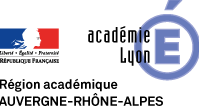 Liberté • Égalité • Fraternité
RÉPUBLIQUE FRANÇAISE
académie
Lyon
É
Région académique
AUVERGNE-RHÔNE-ALPES